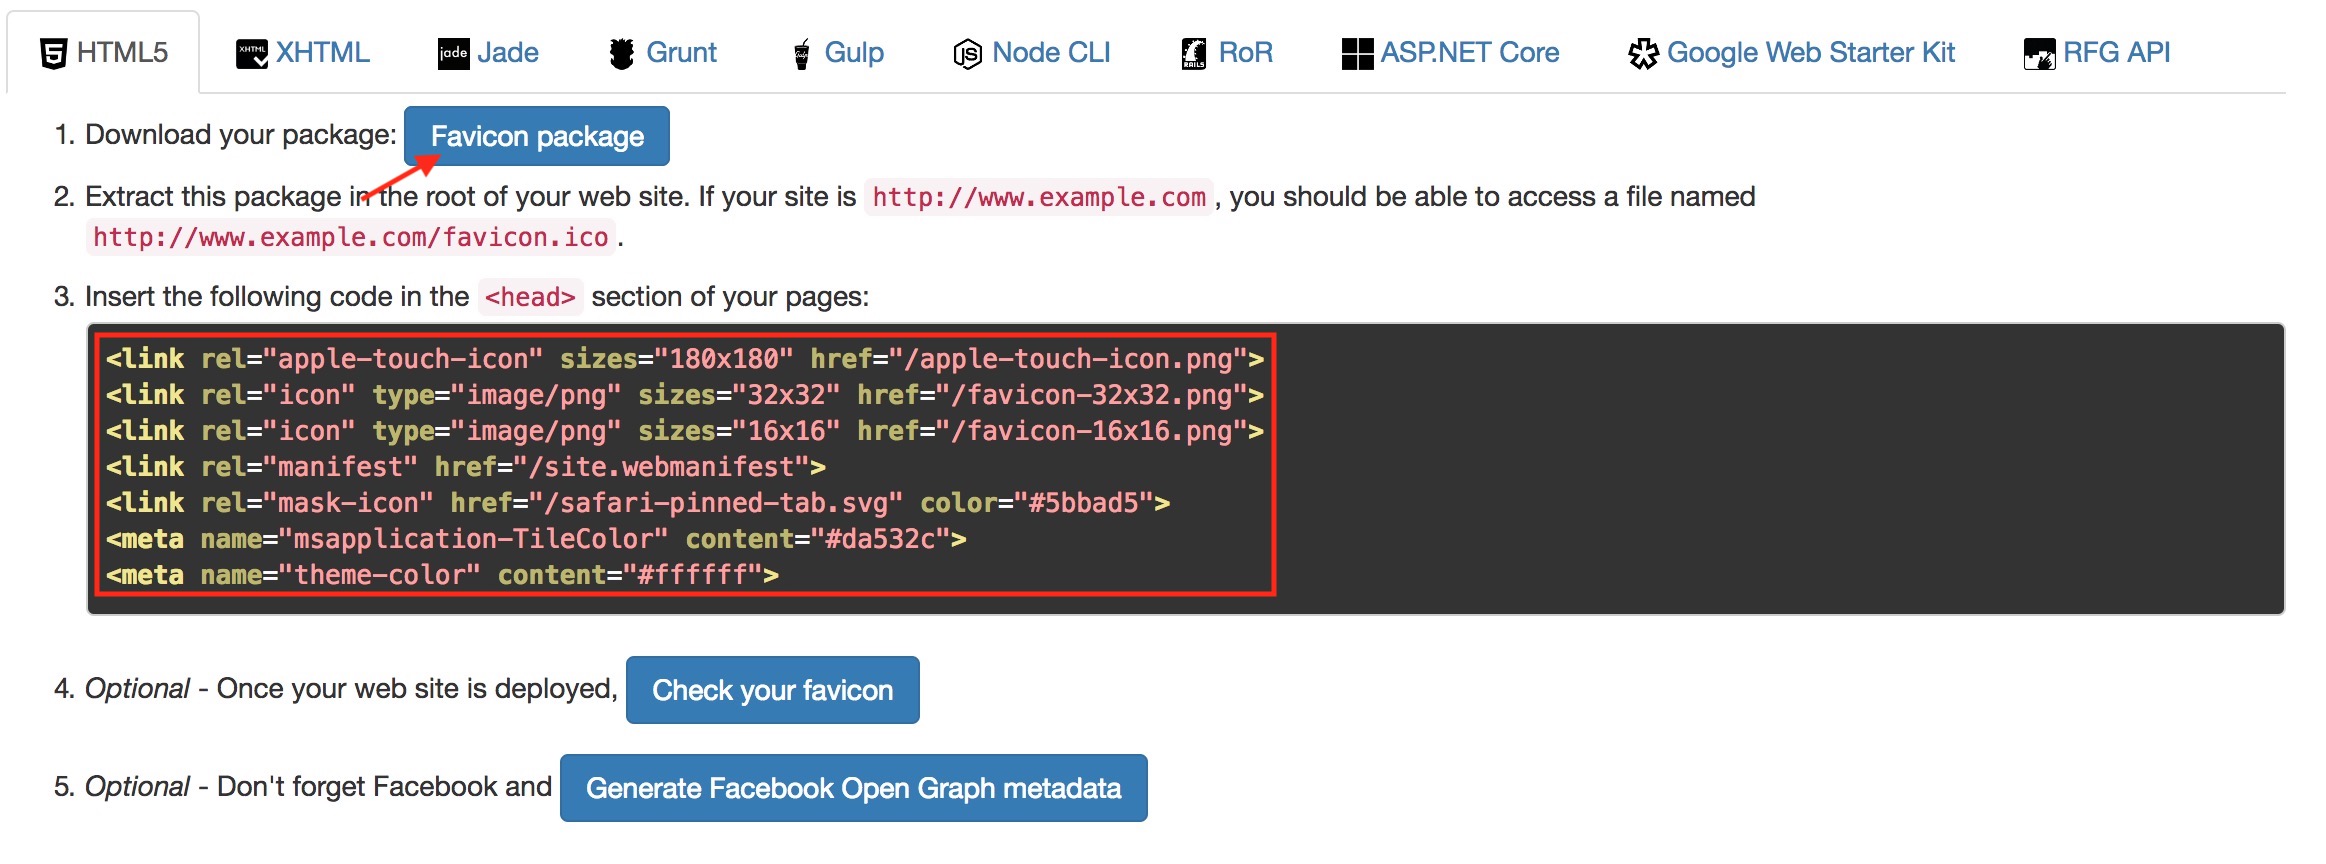 HTML5 XHTML XHTML jade Jade Grunt Gulp Gulp JS Node CLI RAILS RoR ASP.NET Core Google Web Starter Kit RFG API
1. Download your package: Favicon package
2. Extract this package in the root of your web site. If your site is http://www.example.com, you should be able to access a file named
http://www.example.com/favicon.ico.
3. Insert the following code in the <head> section of your pages:
<link rel="apple-touch-icon" sizes="180x180" href="/apple-touch-icon.png">
<link rel="icon" type="image/png" sizes="32x32" href="/favicon-32x32.png">
<link rel="icon" type="image/png" sizes="16x16" href="/favicon-16x16.png">
<link rel="manifest" href="/site.webmanifest">
<link rel="mask-icon" href="/safari-pinned-tab.svg" color="#5bbad5">
<meta name="msapplication-TileColor" content="#da532c">
<meta name="theme-color" content="#ffffff">
4. Optional - Once your web site is deployed, Check your favicon
5. Optional - Don't forget Facebook and Generate Facebook Open Graph metadata